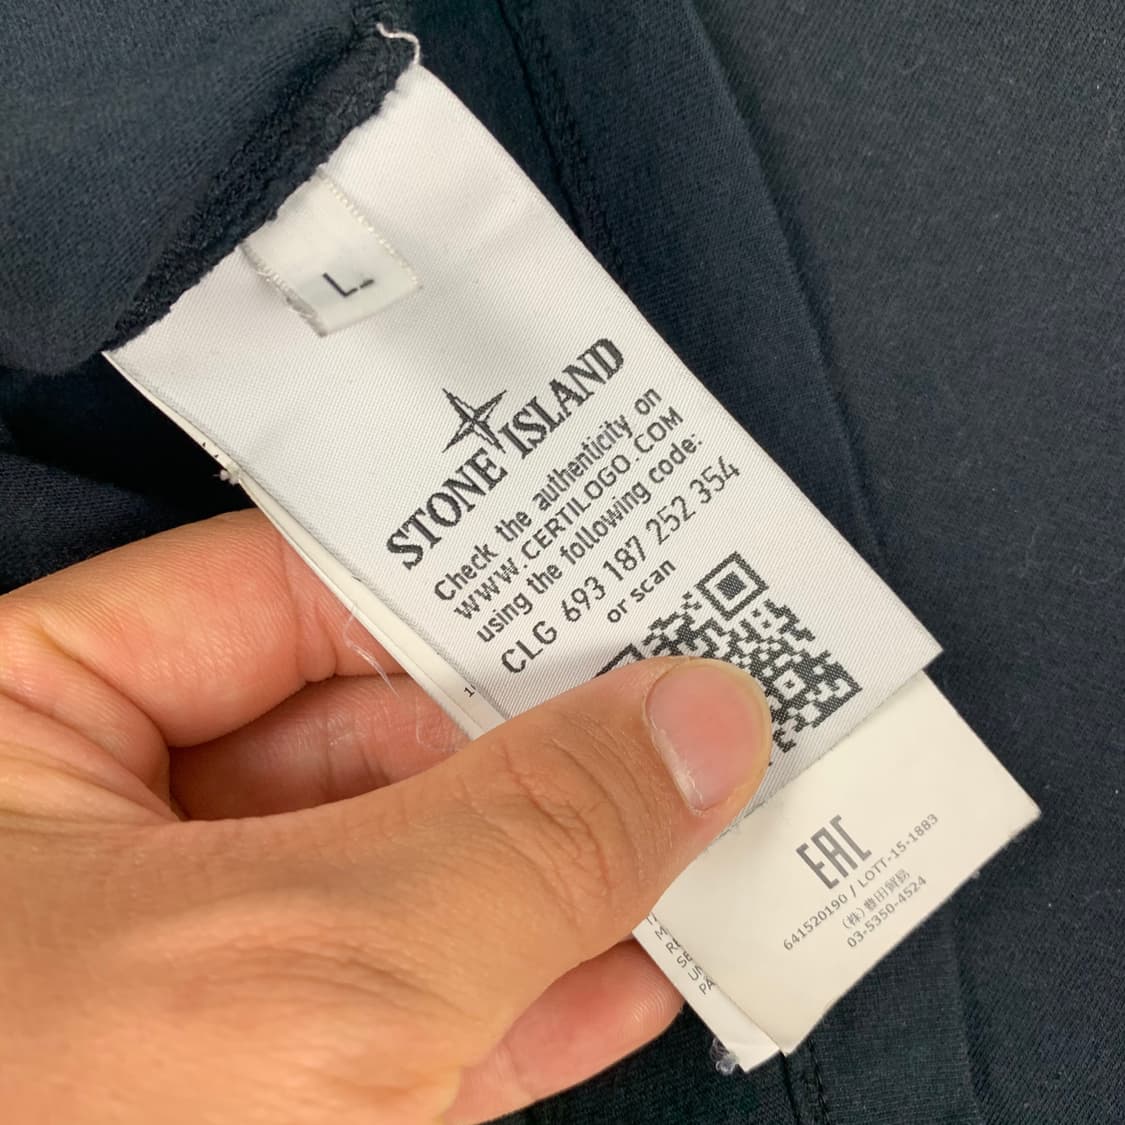 L
STONE ISLAND
Check the authenticity on
WWW.CERTILOGO.COM
using the following code:
CLG 693 187 252 354
or scan
EAC
641520190 / LOTT-15-1883
(株)豊田貿易
03-5350-4524